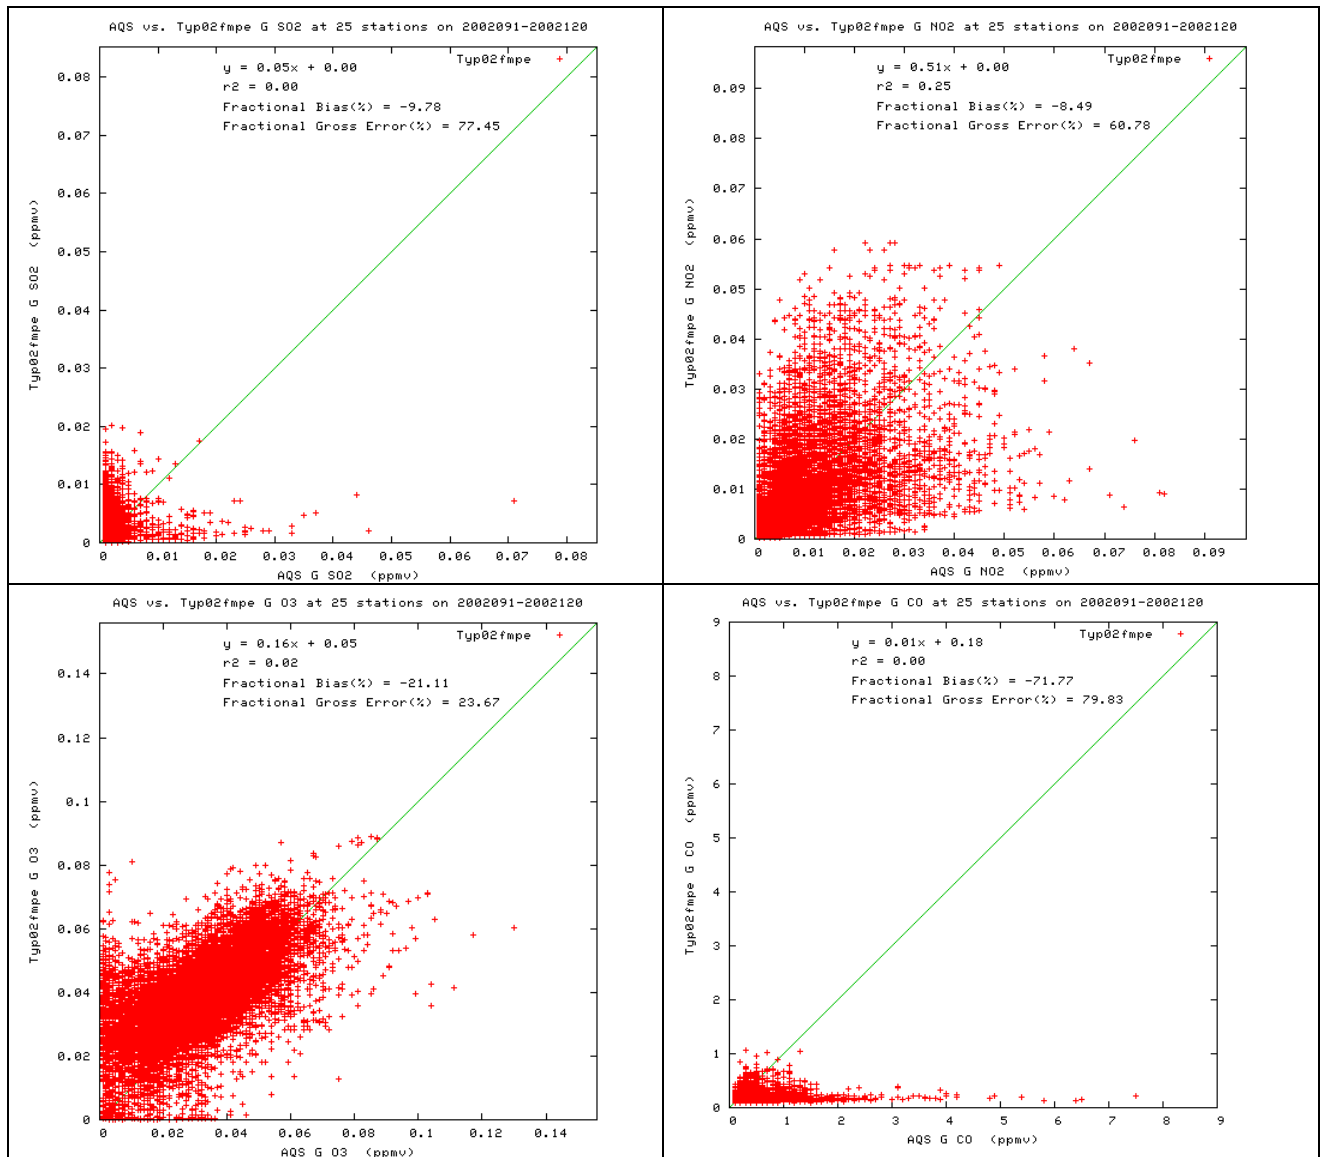 AQS vs. Typ02fmpe G SO2 at 25 stations on 2002091-2002120
Typ02fmpe
y = 0.05x + 0.00
r2 = 0.00
Fractional Bias(%) = -9.78
Fractional Gross Error(%) = 77.45
0.08
0.07
0.06
0.05
0.04
0.03
0.02
0.01
0
Typ02fmpe G SO2 (ppmv)
0 0.01 0.02 0.03 0.04 0.05 0.06 0.07 0.08
AQS G SO2 (ppmv)
AQS vs. Typ02fmpe G NO2 at 25 stations on 2002091-2002120
Typ02fmpe
y = 0.51x + 0.00
r2 = 0.25
Fractional Bias(%) = -8.49
Fractional Gross Error(%) = 60.78
0.09
0.08
0.07
0.06
0.05
0.04
0.03
0.02
0.01
0
Typ02fmpe G NO2 (ppmv)
0 0.01 0.02 0.03 0.04 0.05 0.06 0.07 0.08 0.09
AQS G NO2 (ppmv)
AQS vs. Typ02fmpe G O3 at 25 stations on 2002091-2002120
Typ02fmpe
y = 0.16x + 0.05
r2 = 0.02
Fractional Bias(%) = -21.11
Fractional Gross Error(%) = 23.67
0.14
0.12
0.1
0.08
0.06
0.04
0.02
0
Typ02fmpe G O3 (ppmv)
0 0.02 0.04 0.06 0.08 0.1 0.12 0.14
AQS G O3 (ppmv)
AQS vs. Typ02fmpe G CO at 25 stations on 2002091-2002120
Typ02fmpe
y = 0.01x + 0.18
r2 = 0.00
Fractional Bias(%) = -71.77
Fractional Gross Error(%) = 79.83
9
8
7
6
5
4
3
2
1
0
Typ02fmpe G CO (ppmv)
0 1 2 3 4 5 6 7 8 9
AQS G CO (ppmv)